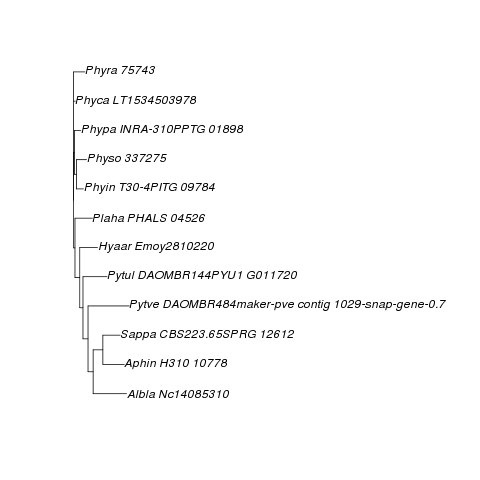 Phyra 75743
Phyca LT1534503978
Phypa INRA-310PPTG 01898
Physo 337275
Phyin T30-4PITG 09784
Plaha PHALS 04526
Hyaar Emoy2810220
Pytul DAOMBR144PYU1 G011720
Pytve DAOMBR484maker-pve contig 1029-snap-gene-0.7
Sappa CBS223.65SPRG 12612
Aphin H310 10778
Albla Nc14085310